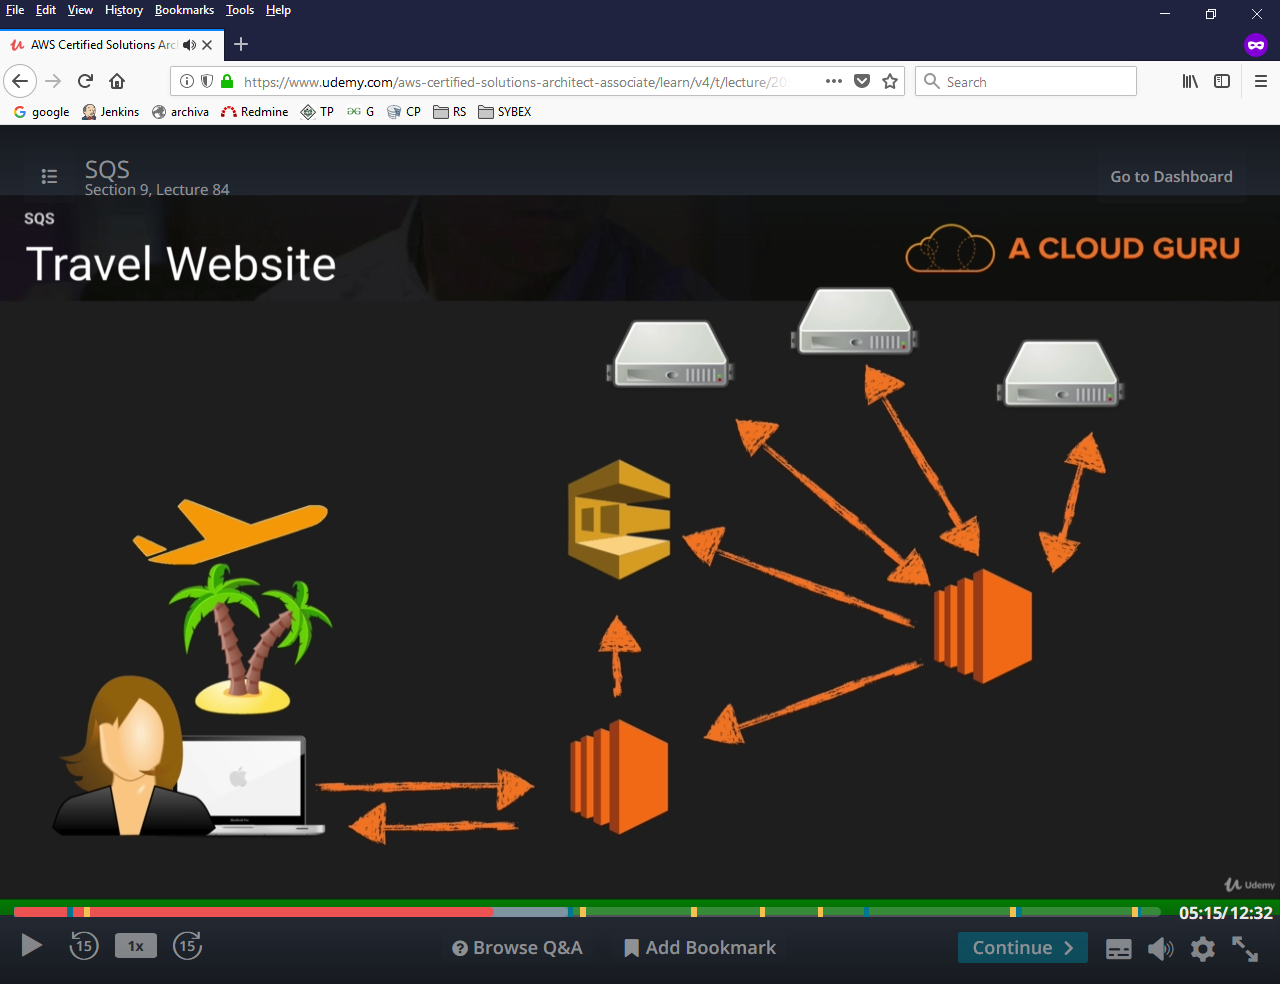 File Edit View History Bookmarks Tools Help
AWS Certified Solutions Arc
https://www.udemy.com/aws-certified-solutions-architect-associate/learn/v4/t/lecture/20
Search
google Jenkins archiva Redmine TP G CP RS SYBEX
SQS
Section 9, Lecture 84
Go to Dashboard
SQS
Travel Website
A CLOUD GURU
Udemy
05:15/12:32
15 1x 15
Browse Q&A
Add Bookmark
Continue